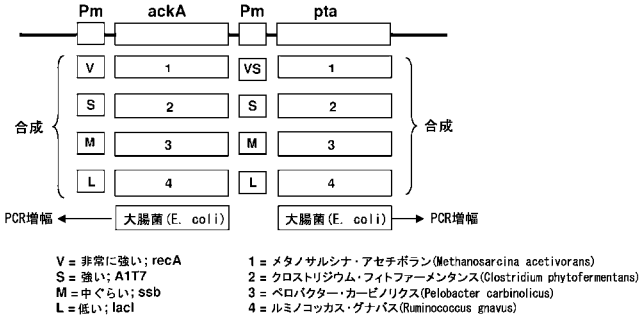 Pm ackA Pm pta
V 1 VS 1
S 2 S 2
合成 合成
M 3 M 3
L 4 L 4
PCR増幅 大腸菌(E. coli) 大腸菌(E. coli) PCR増幅
V = 非常に強い; recA 1 = メタノサルシナ・アセチボラン(Methanosarcina acetivorans)
S = 強い; A1T7 2 = クロストリジウム・フィトファーメンタンス(Clostridium phytofermentans)
M = 中ぐらい; ssb 3 = ペロバクター・カービノリクス(Pelobacter carbinolicus)
L = 低い; lacI 4 = ルミノコッカス・グナバス(Ruminococcus gnavus)